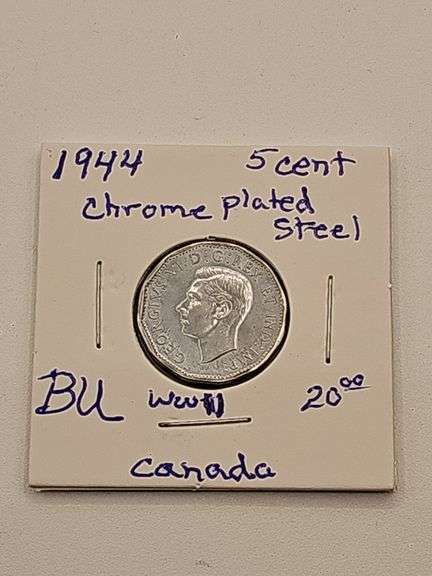 1944 5 cent
chrome plated
steel
GEORGIVS VI D:G:REX ET IND:IMP:
BU WWII 20.00
Canada